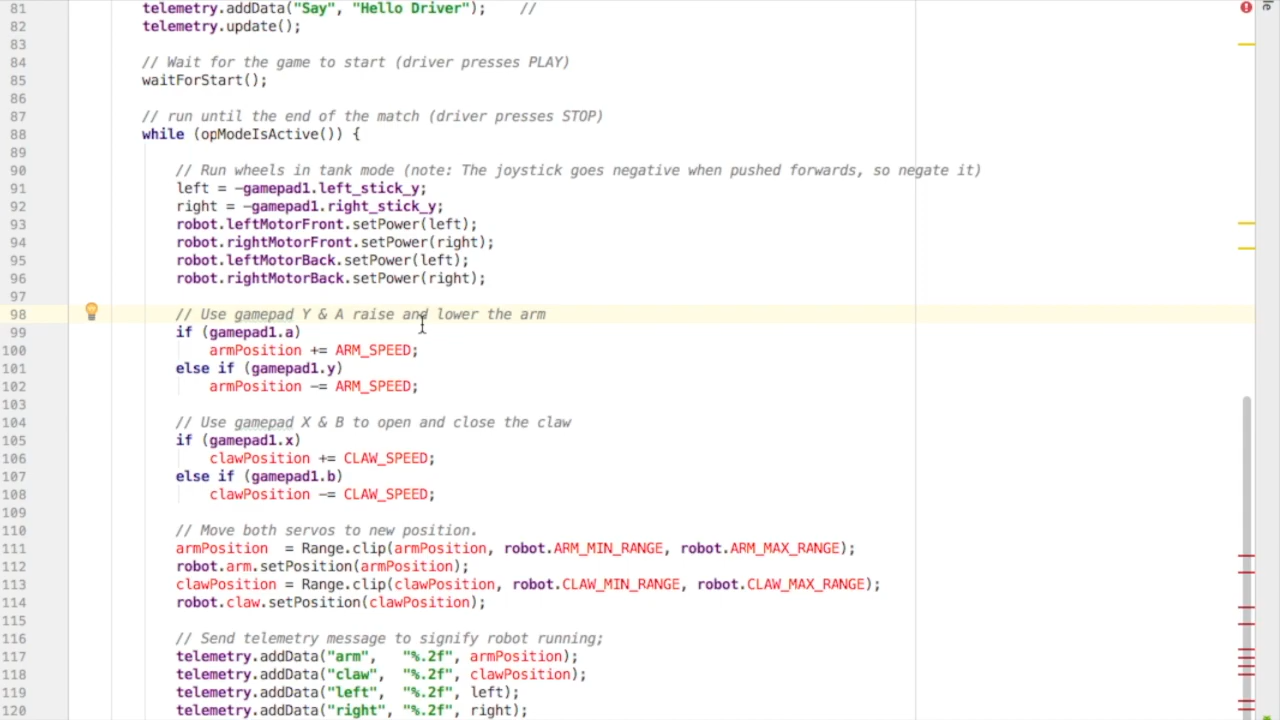 81 telemetry.addData("Say", "Hello Driver");    //
82 telemetry.update();
83
84 // Wait for the game to start (driver presses PLAY)
85 waitForStart();
86
87 // run until the end of the match (driver presses STOP)
88 while (opModeIsActive()) {
89
90 // Run wheels in tank mode (note: The joystick goes negative when pushed forwards, so negate it)
91 left = -gamepad1.left_stick_y;
92 right = -gamepad1.right_stick_y;
93 robot.leftMotorFront.setPower(left);
94 robot.rightMotorFront.setPower(right);
95 robot.leftMotorBack.setPower(left);
96 robot.rightMotorBack.setPower(right);
97
98 // Use gamepad Y & A raise and lower the arm
99 if (gamepad1.a)
100 armPosition += ARM_SPEED;
101 else if (gamepad1.y)
102 armPosition -= ARM_SPEED;
103
104 // Use gamepad X & B to open and close the claw
105 if (gamepad1.x)
106 clawPosition += CLAW_SPEED;
107 else if (gamepad1.b)
108 clawPosition -= CLAW_SPEED;
109
110 // Move both servos to new position.
111 armPosition  = Range.clip(armPosition, robot.ARM_MIN_RANGE, robot.ARM_MAX_RANGE);
112 robot.arm.setPosition(armPosition);
113 clawPosition = Range.clip(clawPosition, robot.CLAW_MIN_RANGE, robot.CLAW_MAX_RANGE);
114 robot.claw.setPosition(clawPosition);
115
116 // Send telemetry message to signify robot running;
117 telemetry.addData("arm",   "%.2f", armPosition);
118 telemetry.addData("claw",  "%.2f", clawPosition);
119 telemetry.addData("left",  "%.2f", left);
120 telemetry.addData("right", "%.2f", right);